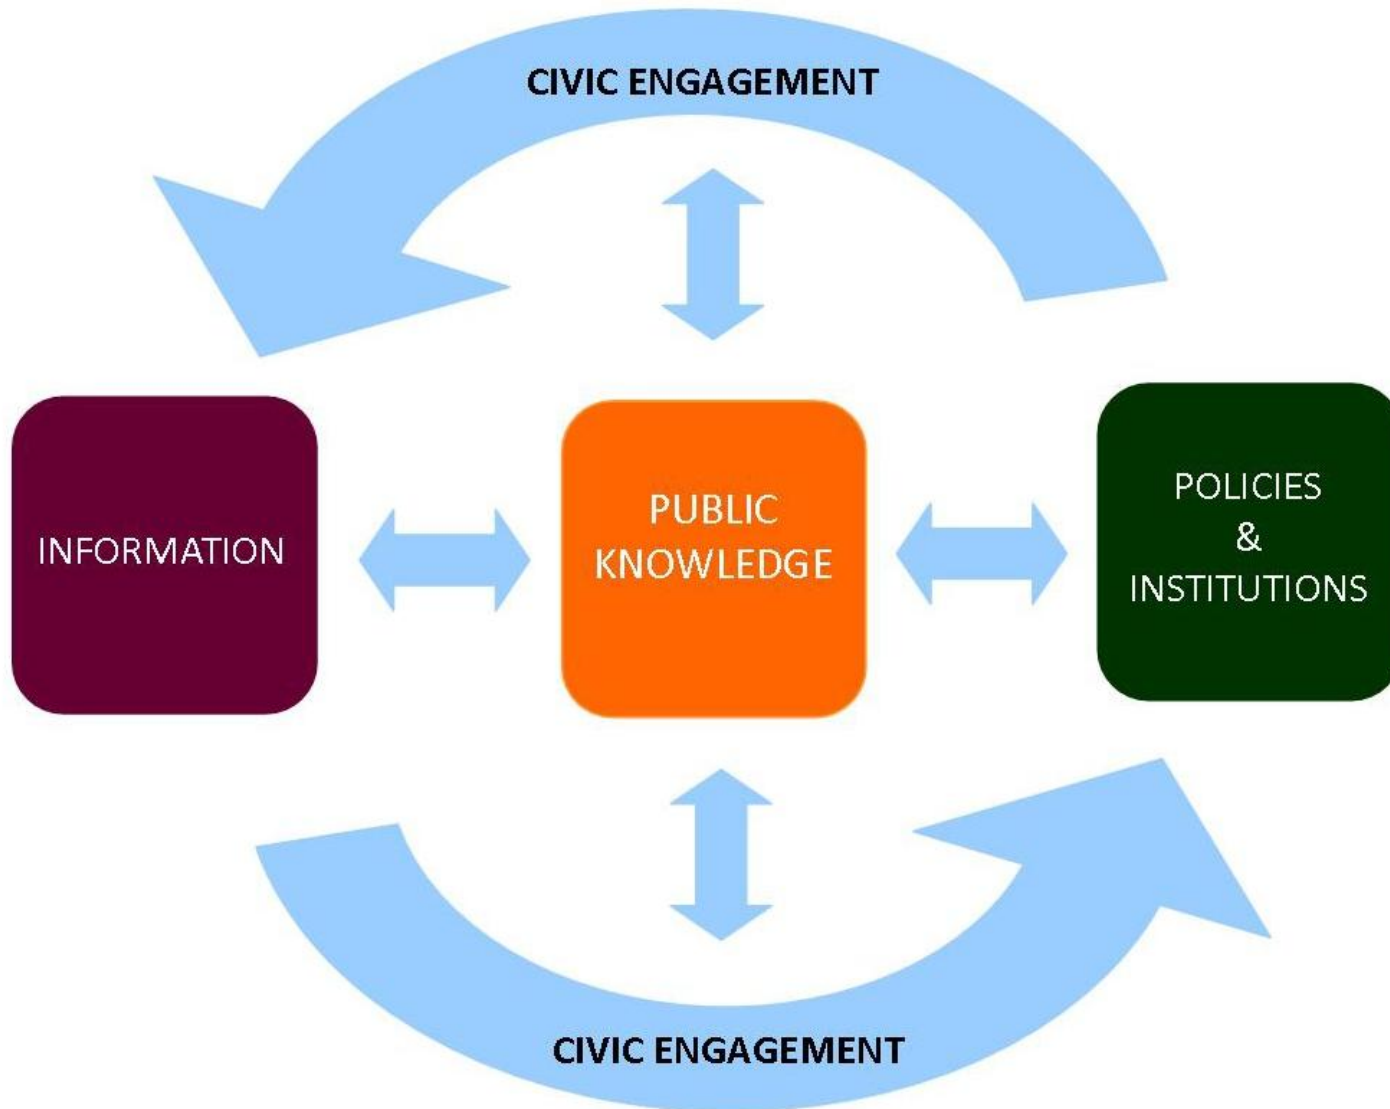 CIVIC ENGAGEMENT
INFORMATION
PUBLIC
KNOWLEDGE
POLICIES
&
INSTITUTIONS
CIVIC ENGAGEMENT